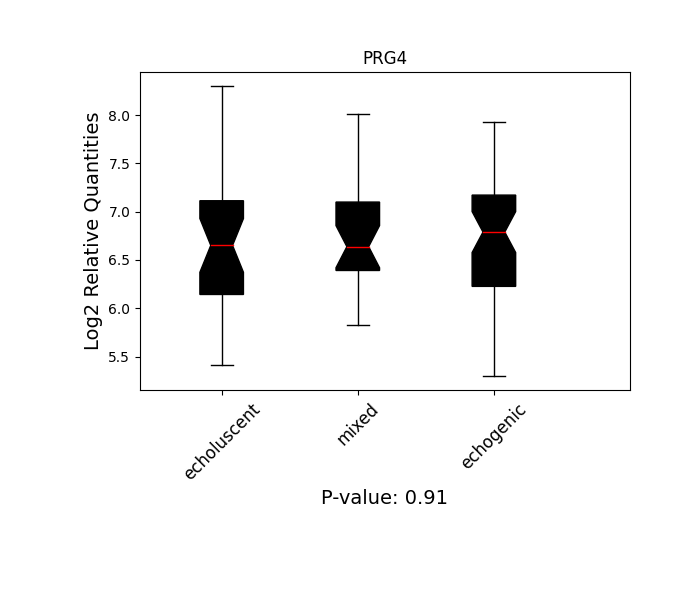 PRG4
Log2 Relative Quantities
8.0
7.5
7.0
6.5
6.0
5.5
echoluscent
mixed
echogenic
P-value: 0.91